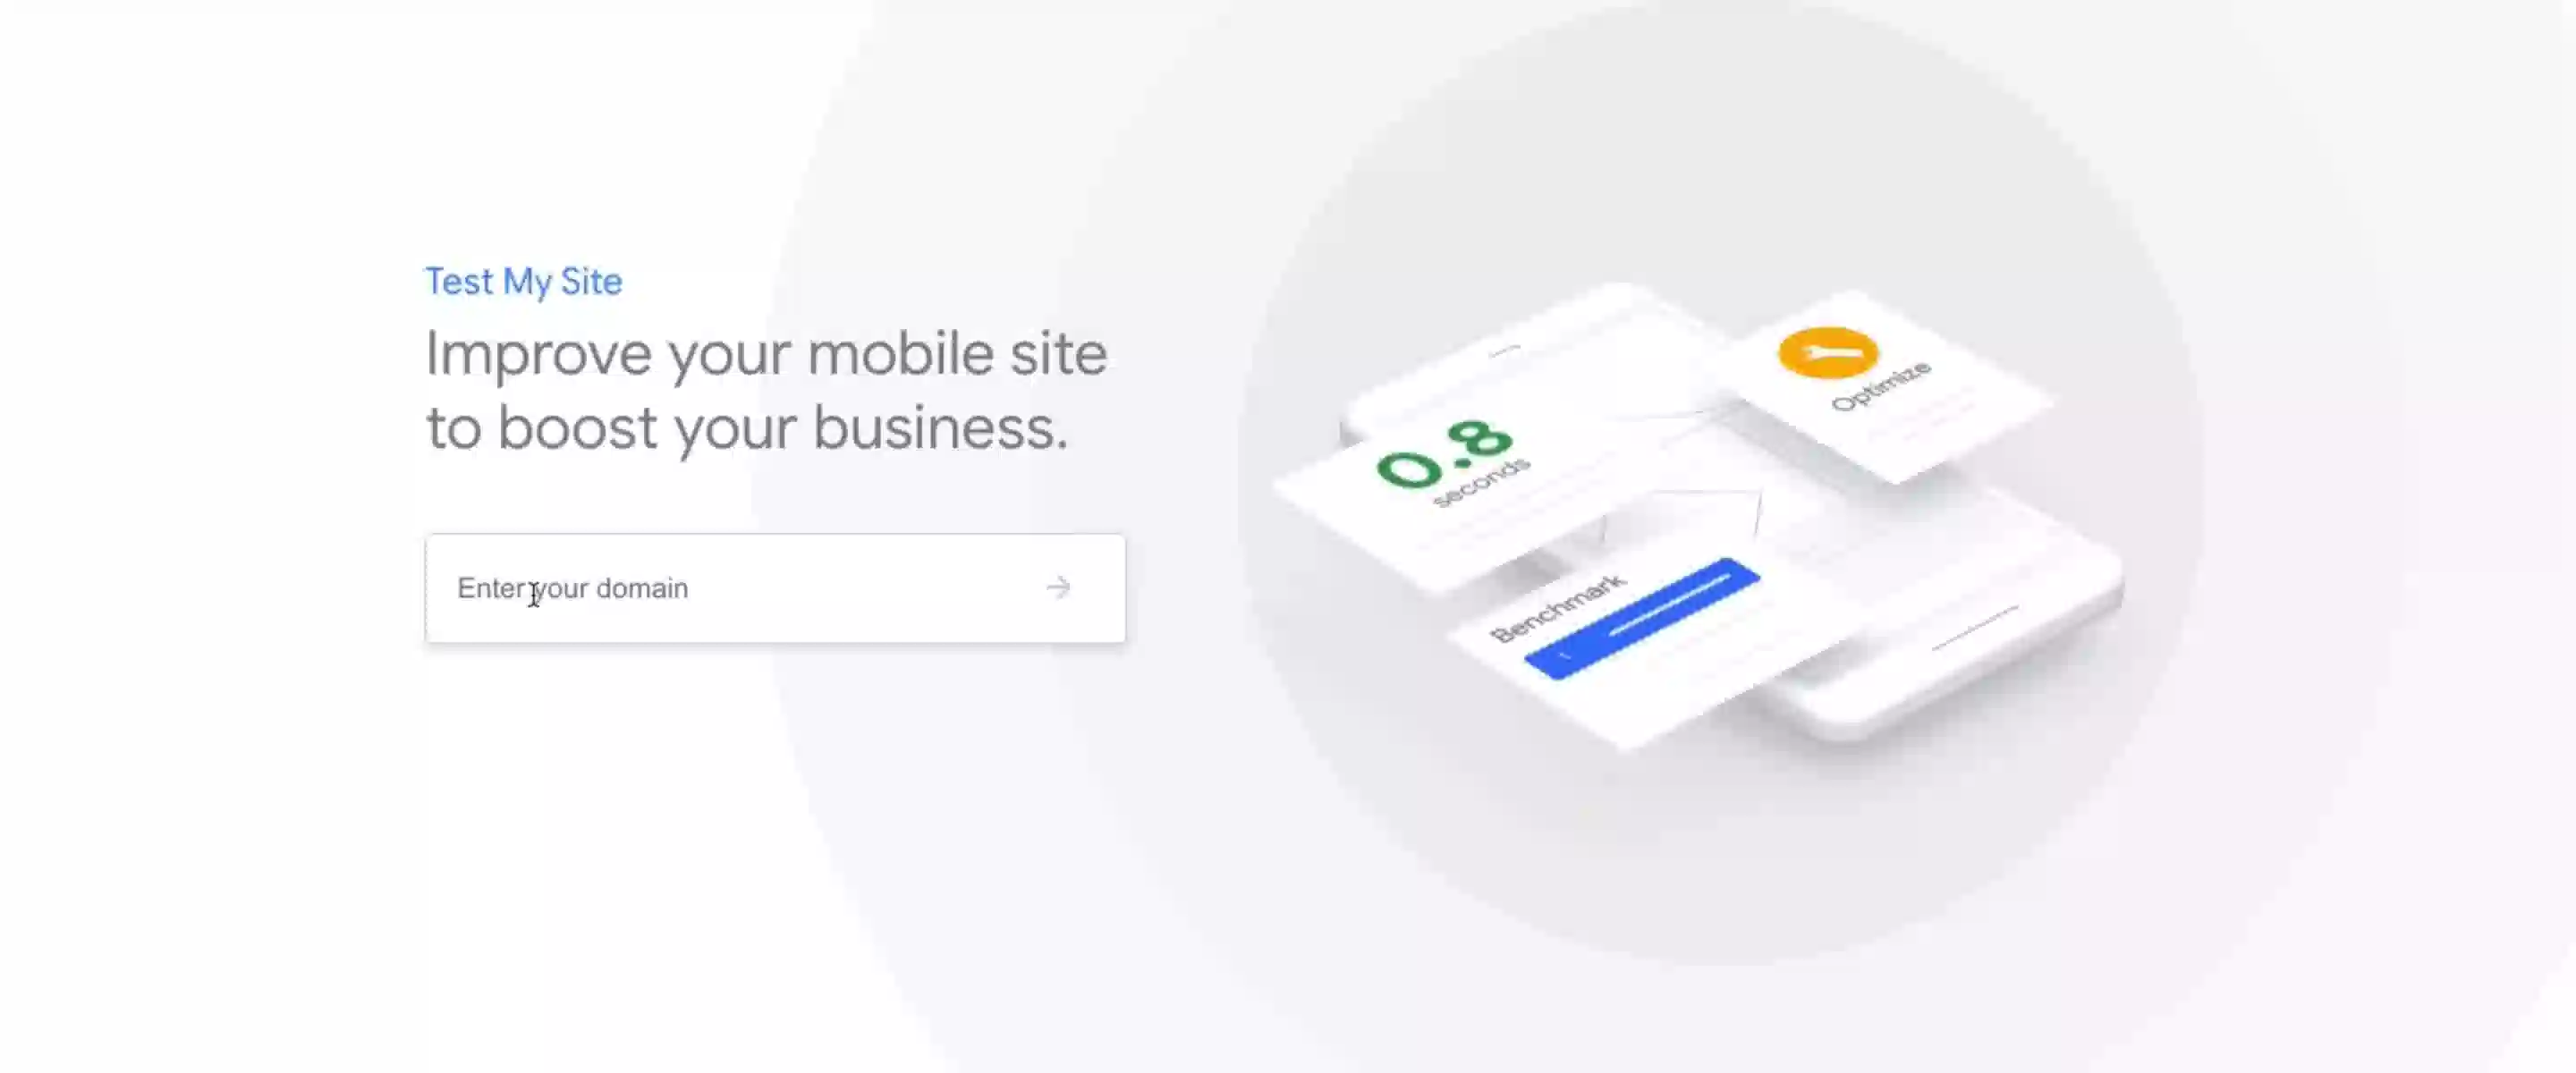 Test My Site
Improve your mobile site
to boost your business.
Enter your domain
0.8
seconds
Optimize
Benchmark